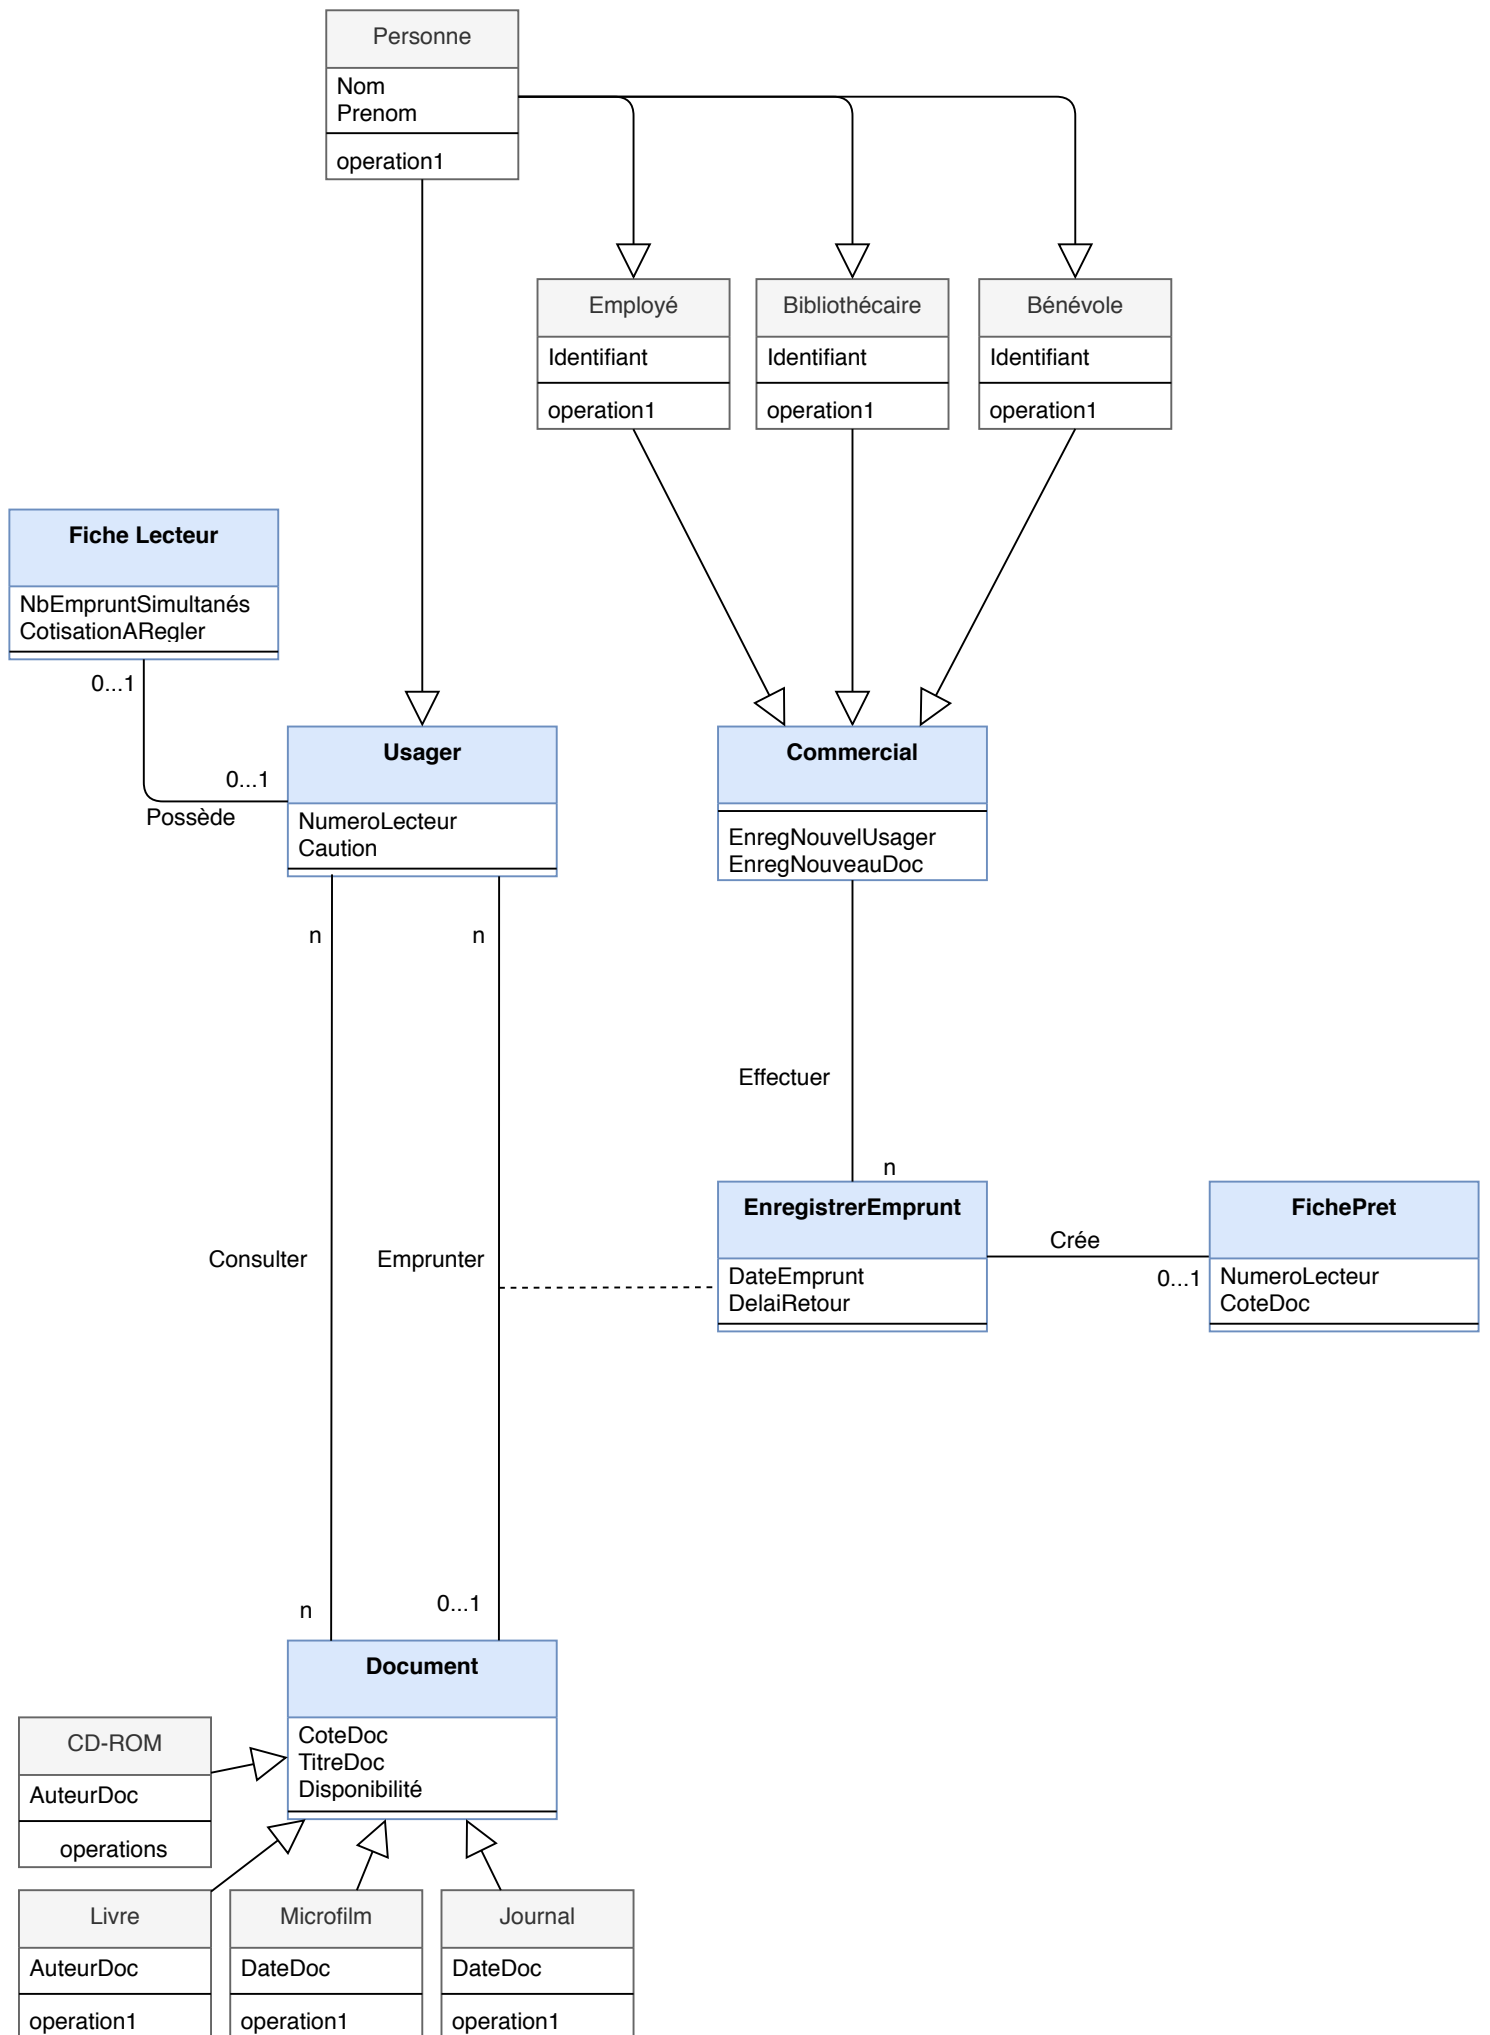 Personne
Nom
Prenom
operation1
Employé
Identifiant
operation1
Bibliothécaire
Identifiant
operation1
Bénévole
Identifiant
operation1
Fiche Lecteur
NbEmpruntSimultanés
CotisationARegler
0...1
0...1
Possède
Usager
NumeroLecteur
Caution
Commercial
EnregNouvelUsager
EnregNouveauDoc
n
n
Effectuer
n
Consulter
Emprunter
EnregistrerEmprunt
DateEmprunt
DelaiRetour
Crée
0...1
FichePret
NumeroLecteur
CoteDoc
n
0...1
Document
CoteDoc
TitreDoc
Disponibilité
CD-ROM
AuteurDoc
operations
Livre
AuteurDoc
operation1
Microfilm
DateDoc
operation1
Journal
DateDoc
operation1